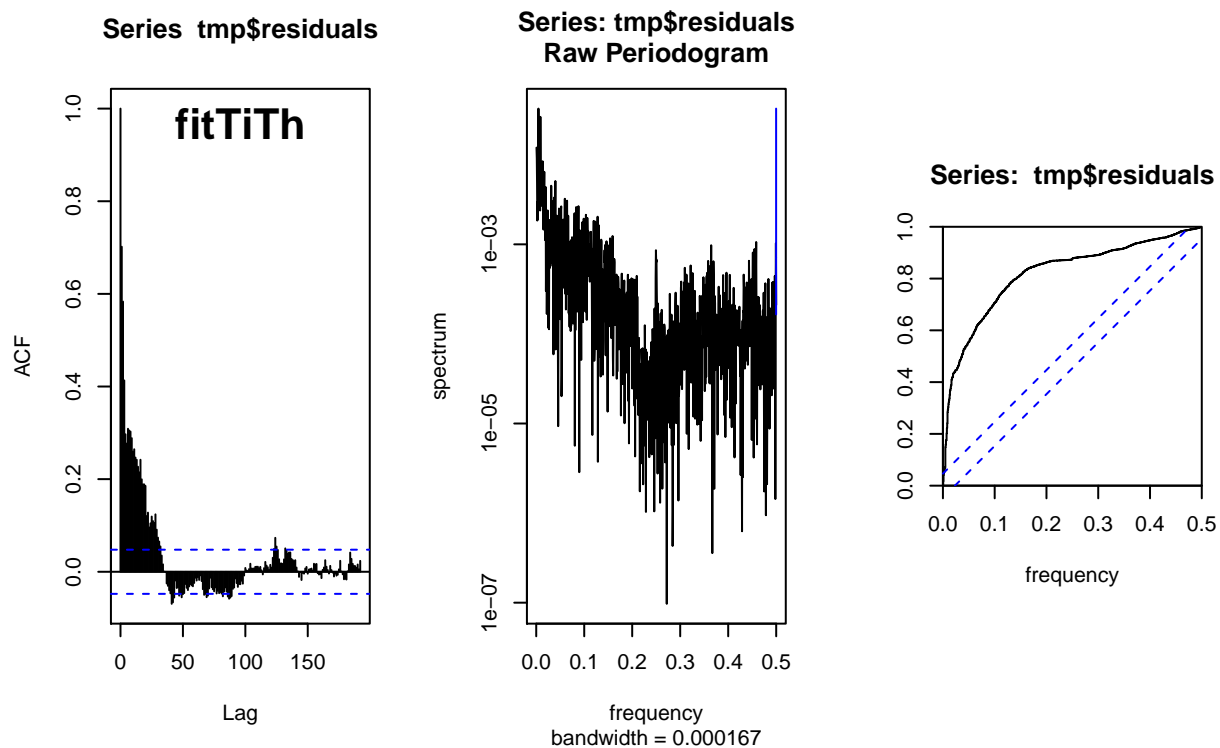 Series  tmp$residuals
fitTiTh
ACF
1.0
0.8
0.6
0.4
0.2
0.0
0 50 100 150
Lag
Series: tmp$residuals
Raw Periodogram
spectrum
1e-03
1e-05
1e-07
0.0 0.1 0.2 0.3 0.4 0.5
frequency
bandwidth = 0.000167
Series:  tmp$residuals
1.0
0.8
0.6
0.4
0.2
0.0
0.0 0.1 0.2 0.3 0.4 0.5
frequency